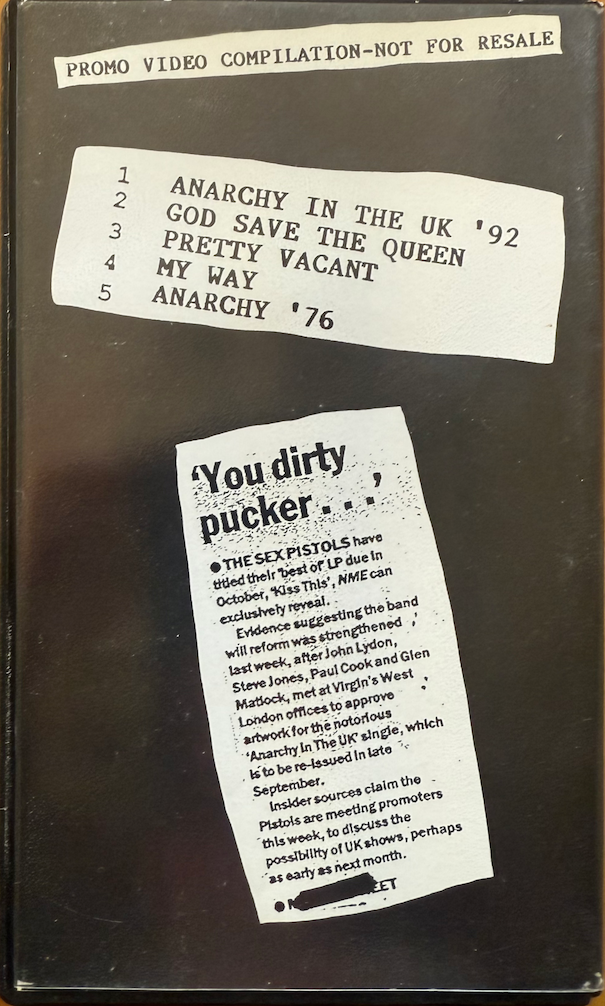 PROMO VIDEO COMPILATION-NOT FOR RESALE
1 ANARCHY IN THE UK '92
2 GOD SAVE THE QUEEN
3 PRETTY VACANT
4 MY WAY
5 ANARCHY '76
'You dirty
pucker . . .'
●THE SEX PISTOLS have
titled their 'best of' LP due in
October, 'Kiss This', NME can
exclusively reveal.
Evidence suggesting the band
will reform was strengthened
last week, after John Lydon,
Steve Jones, Paul Cook and Glen
Matlock, met at Virgin's West
London offices to approve
artwork for the notorious
'Anarchy In The UK' single, which
is to be re-issued in late
September.
Insider sources claim the
Pistols are meeting promoters
this week, to discuss the
possibility of UK shows, perhaps
as early as next month.